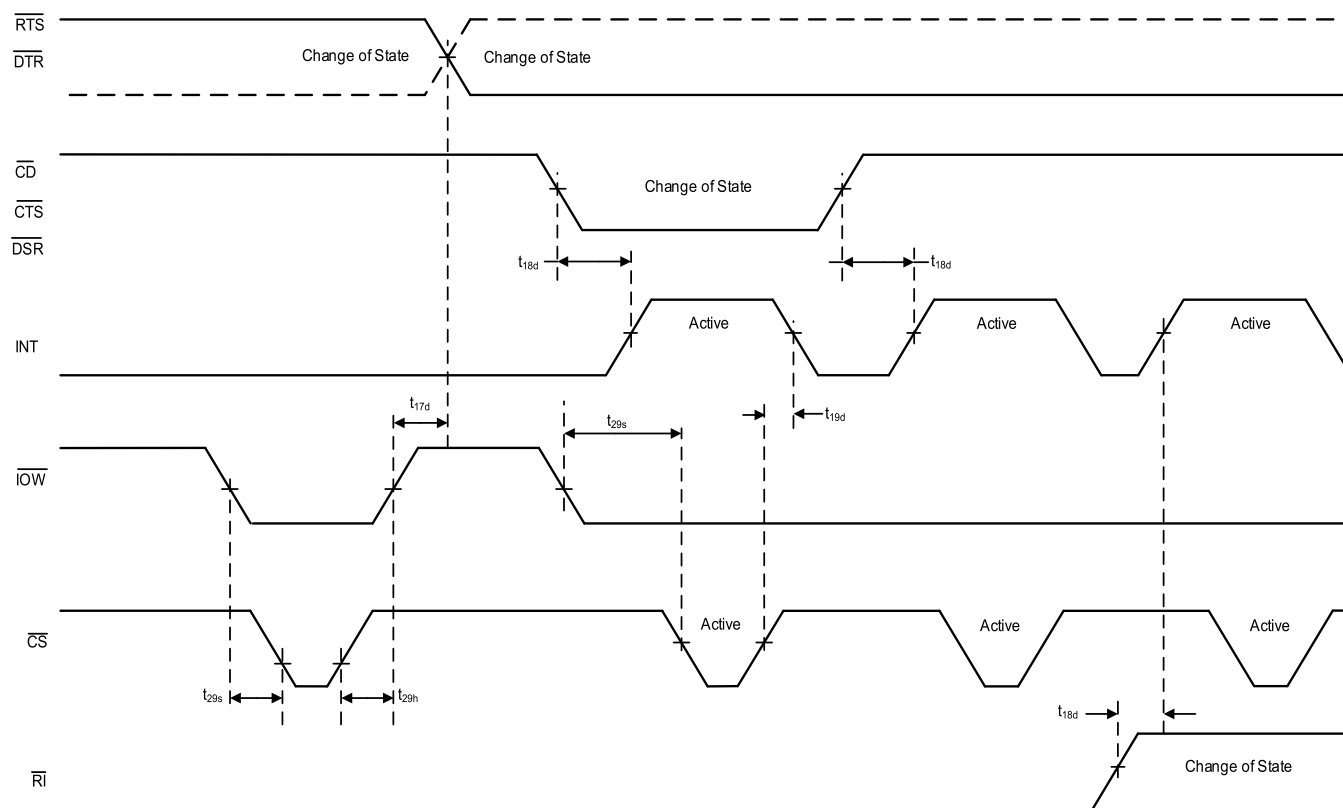 RTS
DTR
Change of State
Change of State
CD
CTS
DSR
Change of State
t18d
t18d
INT
Active
Active
Active
t17d
t29s
t19d
IOW
CS
Active
Active
Active
t29s
t29h
t18d
RI
Change of State